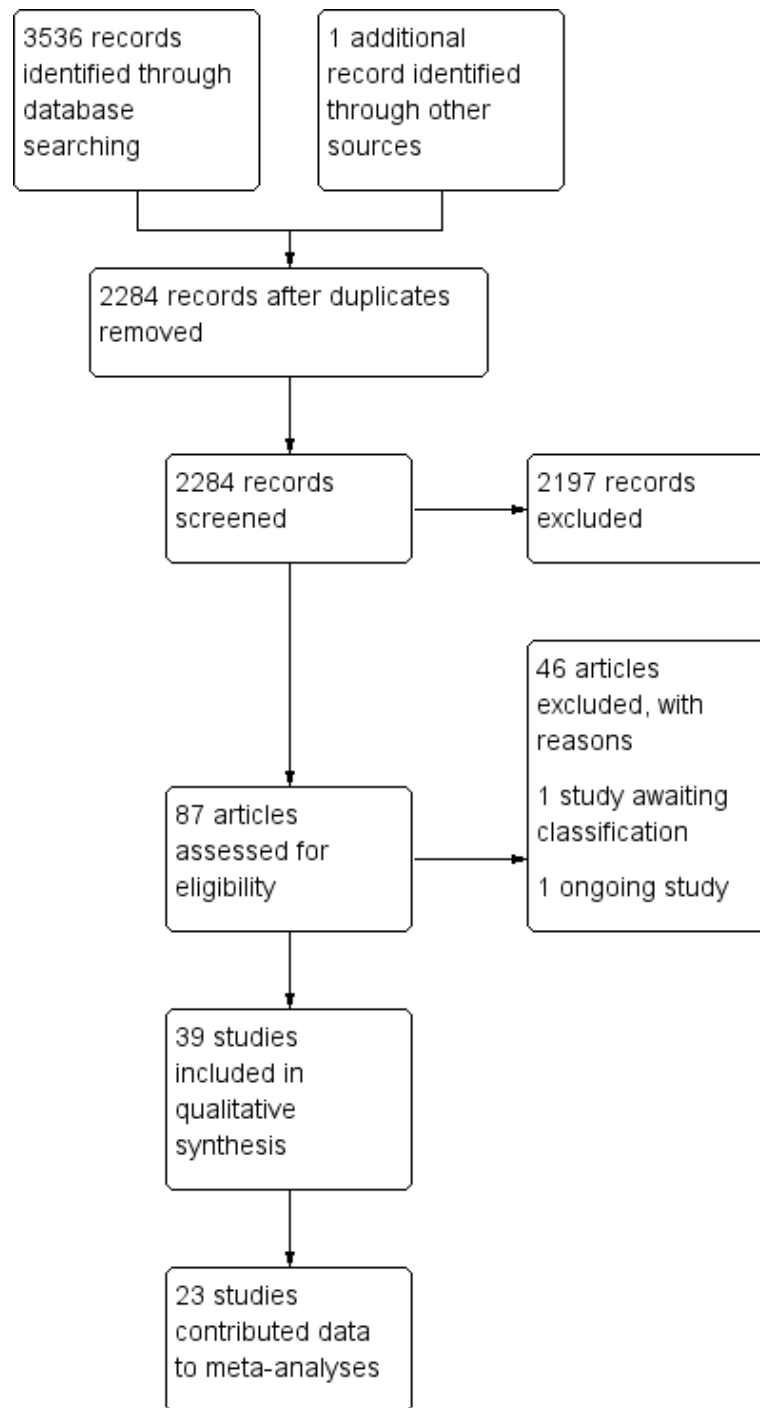 3536 records
identified through
database
searching
1 additional
record identified
through other
sources
2284 records after duplicates
removed
2284 records
screened
2197 records
excluded
46 articles
excluded, with
reasons
1 study awaiting
classification
1 ongoing study
87 articles
assessed for
eligibility
39 studies
included in
qualitative
synthesis
23 studies
contributed data
to meta-analyses